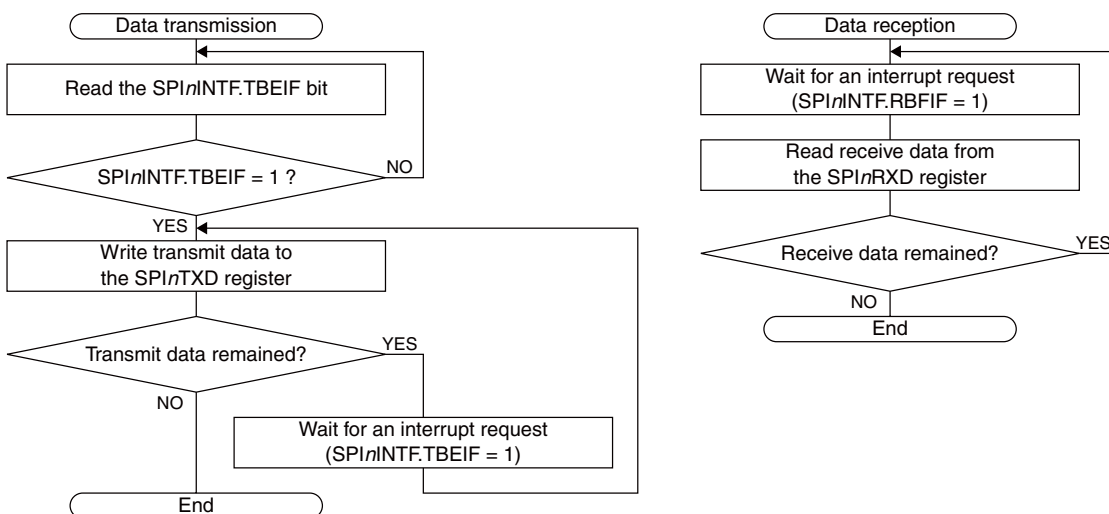 Data transmission
Read the SPInINTF.TBEIF bit
SPInINTF.TBEIF = 1 ?
NO
YES
Write transmit data to
the SPInTXD register
Transmit data remained?
YES
NO
Wait for an interrupt request
(SPInINTF.TBEIF = 1)
End
Data reception
Wait for an interrupt request
(SPInINTF.RBFIF = 1)
Read receive data from
the SPInRXD register
Receive data remained?
YES
NO
End